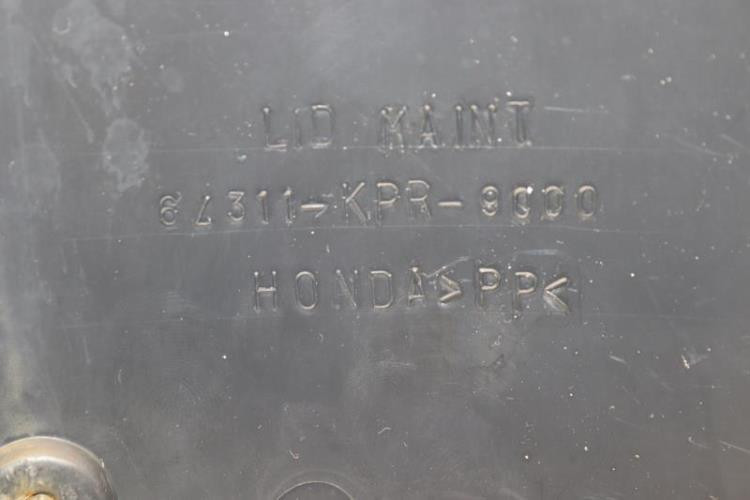 LID MAINT
64311-KPR-9000
HONDA >PP<